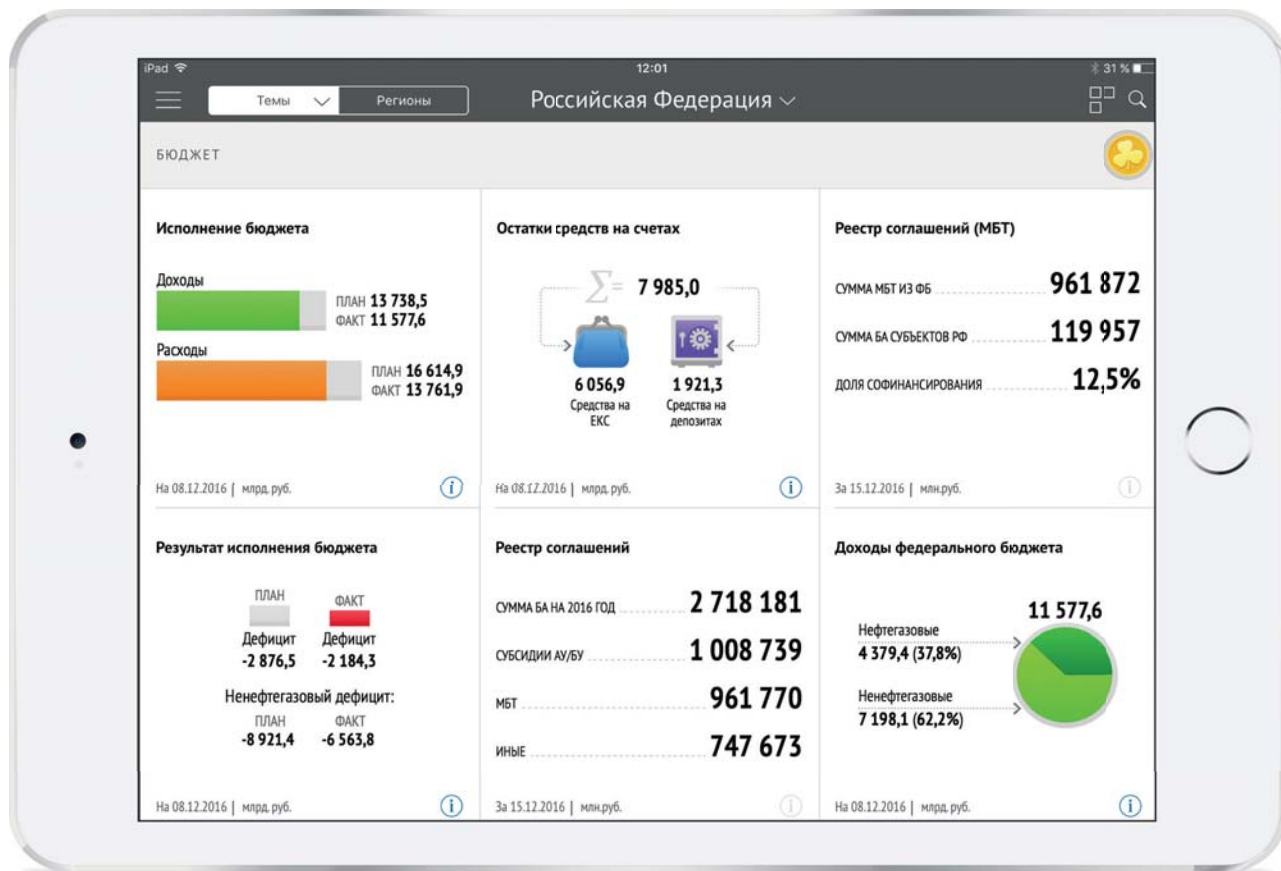 iPad 12:01 31 %
Темы Регионы Российская Федерация
БЮДЖЕТ
Исполнение бюджета
Доходы
ПЛАН 13 738,5
ФАКТ 11 577,6
Расходы
ПЛАН 16 614,9
ФАКТ 13 761,9
На 08.12.2016 | млрд. руб. i
Остатки средств на счетах
Σ= 7 985,0
6 056,9 1 921,3
Средства на Средства на
ЕКС депозитах
На 08.12.2016 | млрд. руб. i
Реестр соглашений (МБТ)
СУММА МБТ ИЗ ФБ 961 872
СУММА БА СУБЪЕКТОВ РФ 119 957
ДОЛЯ СОФИНАНСИРОВАНИЯ 12,5%
За 15.12.2016 | млн.руб. i
Результат исполнения бюджета
ПЛАН ФАКТ
Дефицит Дефицит
-2 876,5 -2 184,3
Ненефтегазовый дефицит:
ПЛАН ФАКТ
-8 921,4 -6 563,8
На 08.12.2016 | млрд. руб. i
Реестр соглашений
СУММА БА НА 2016 ГОД 2 718 181
СУБСИДИИ АУ/БУ 1 008 739
МБТ 961 770
ИНЫЕ 747 673
За 15.12.2016 | млн.руб. i
Доходы федерального бюджета
11 577,6
Нефтегазовые
4 379,4 (37,8%)
Ненефтегазовые
7 198,1 (62,2%)
На 08.12.2016 | млрд. руб. i